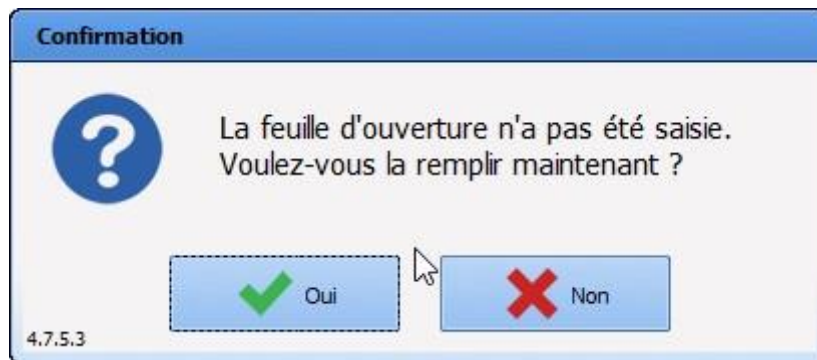 Confirmation
La feuille d'ouverture n'a pas été saisie.
Voulez-vous la remplir maintenant ?
Oui
Non
4.7.5.3